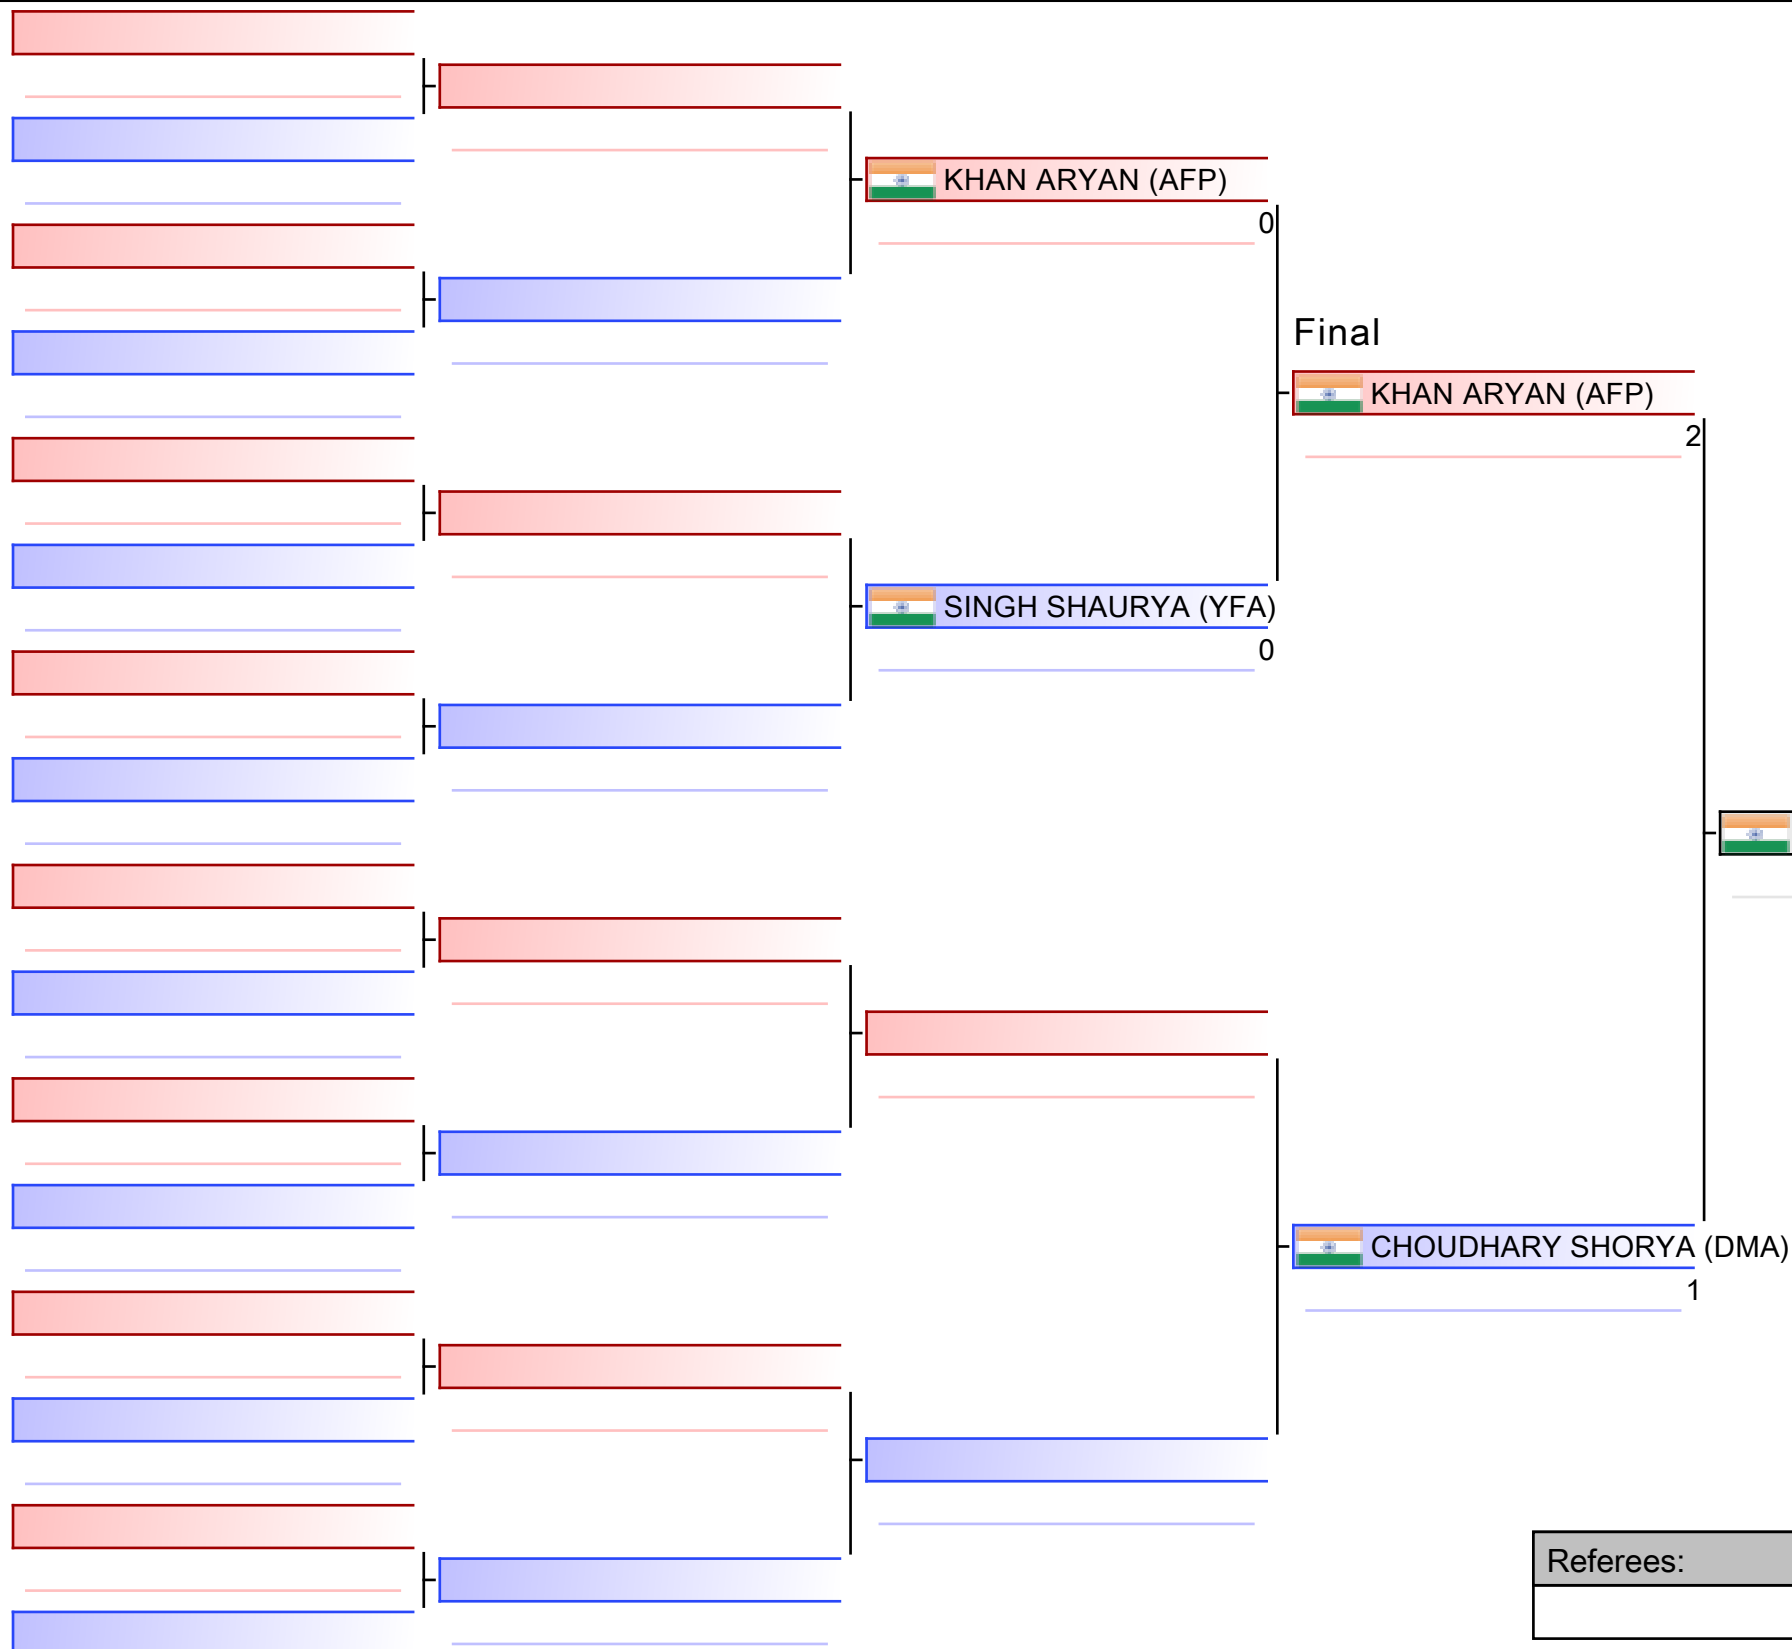 KHAN ARYAN (AFP)
0
Final
KHAN ARYAN (AFP)
2
SINGH SHAURYA (YFA)
0
CHOUDHARY SHORYA (DMA)
1
Referees: